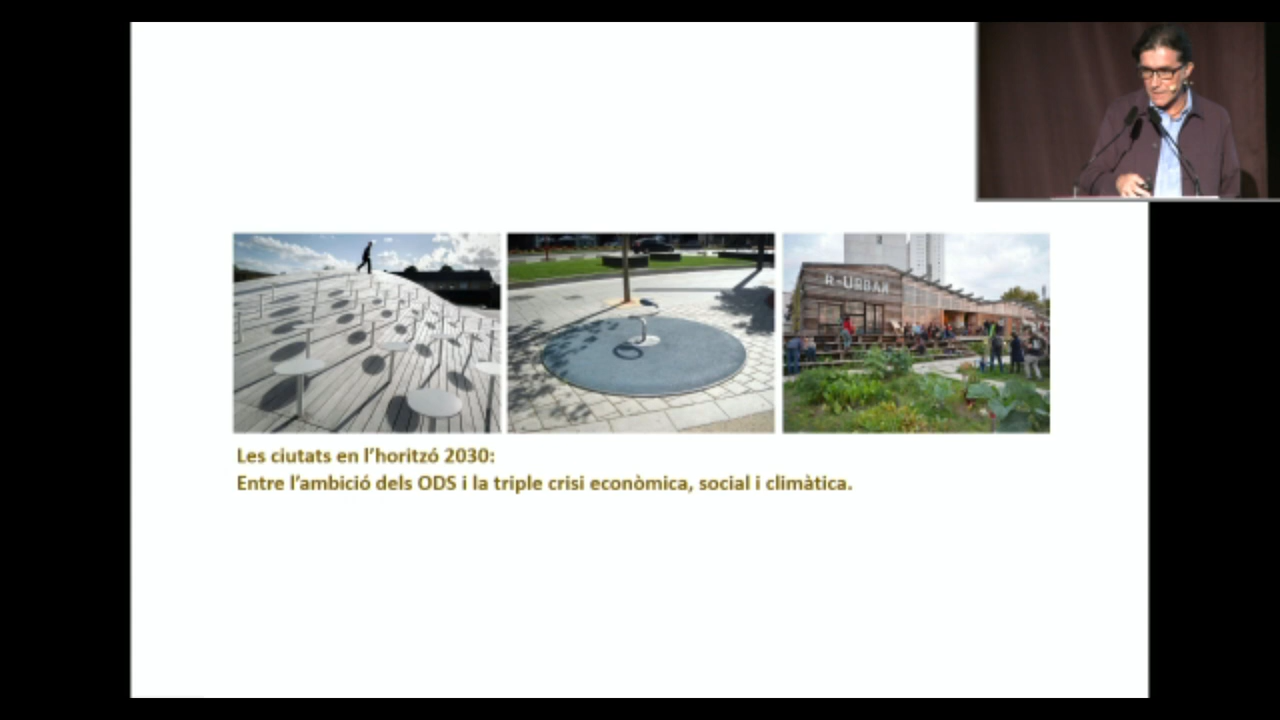 R-URBAN
Les ciutats en l’horitzó 2030:
Entre l’ambició dels ODS i la triple crisi econòmica, social i climàtica.